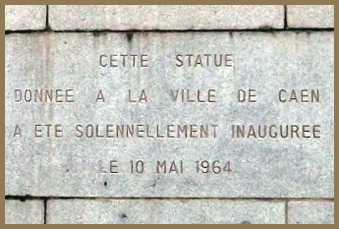 CETTE STATUE
DONNEE A LA VILLE DE CAEN
A ETE SOLENNELLEMENT INAUGUREE
LE 10 MAI 1964